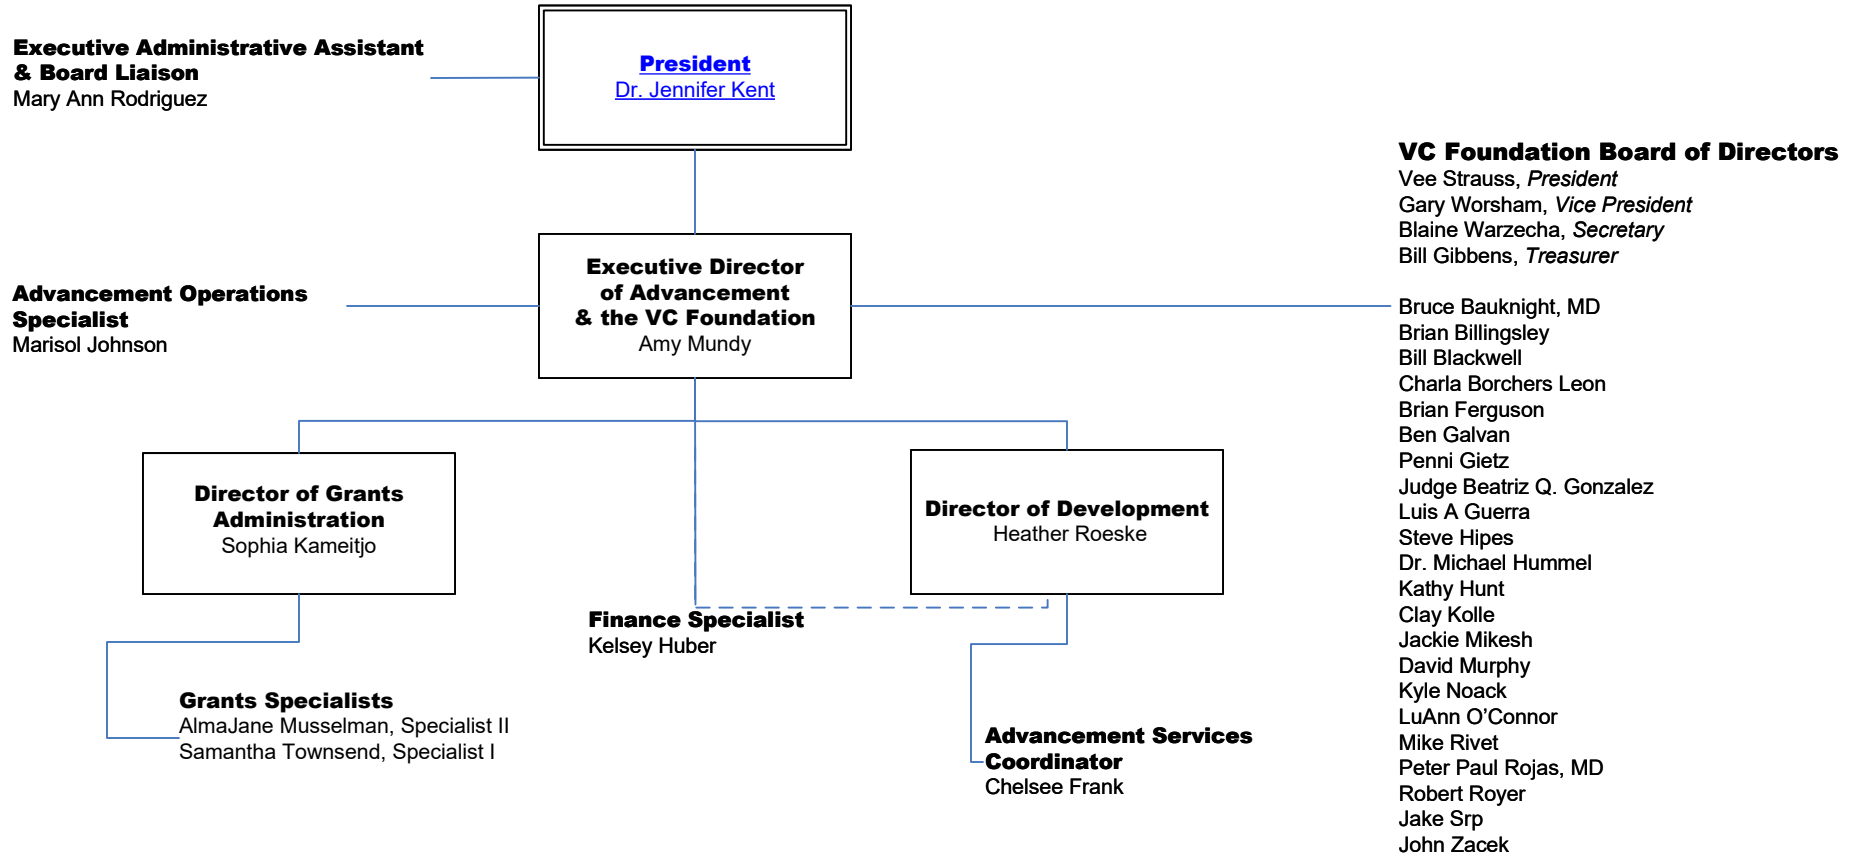 Executive Administrative Assistant
& Board Liaison
Mary Ann Rodriguez
President
Dr. Jennifer Kent
VC Foundation Board of Directors
Vee Strauss, President
Gary Worsham, Vice President
Blaine Warzecha, Secretary
Bill Gibbens, Treasurer
Bruce Bauknight, MD
Brian Billingsley
Bill Blackwell
Charla Borchers Leon
Brian Ferguson
Ben Galvan
Penni Gietz
Judge Beatriz Q. Gonzalez
Luis A Guerra
Steve Hipes
Dr. Michael Hummel
Kathy Hunt
Clay Kolle
Jackie Mikesh
David Murphy
Kyle Noack
LuAnn O’Connor
Mike Rivet
Peter Paul Rojas, MD
Robert Royer
Jake Srp
John Zacek
Advancement Operations
Specialist
Marisol Johnson
Executive Director
of Advancement
& the VC Foundation
Amy Mundy
Director of Grants
Administration
Sophia Kameitjo
Director of Development
Heather Roeske
Finance Specialist
Kelsey Huber
Grants Specialists
AlmaJane Musselman, Specialist II
Samantha Townsend, Specialist I
Advancement Services
Coordinator
Chelsee Frank